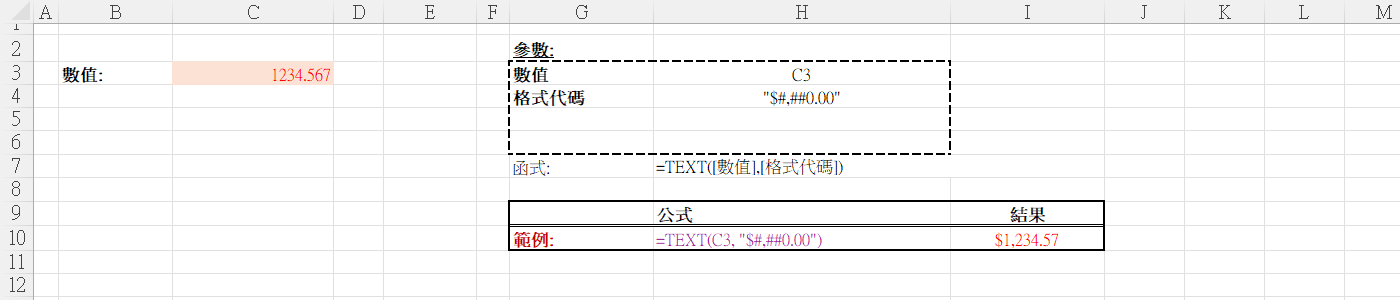 A B C D E F G H I J K L M
1
2 參數:
3 數值: 1234.567 數值 C3
4 格式代碼 "$#,##0.00"
5
6
7 函式: =TEXT([數值],[格式代碼])
8
9 公式 結果
10 範例: =TEXT(C3, "$#,##0.00") $1,234.57
11
12